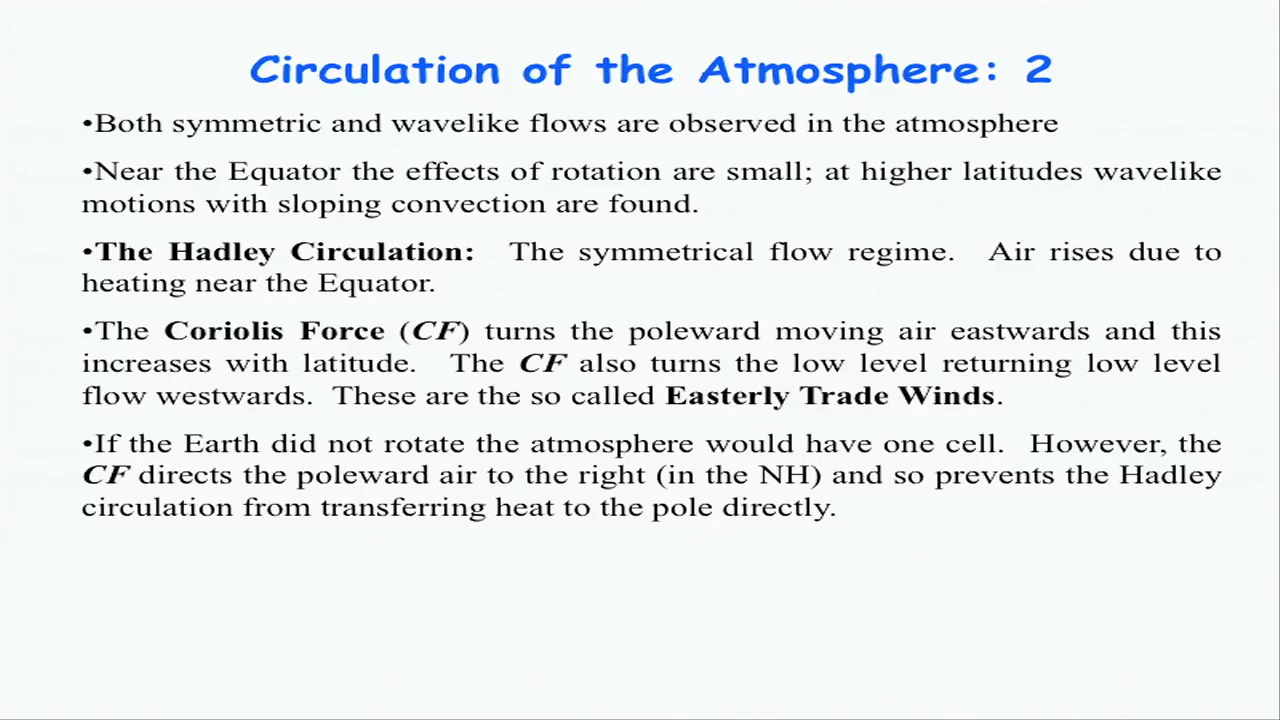 Circulation of the Atmosphere: 2
•Both symmetric and wavelike flows are observed in the atmosphere
•Near the Equator the effects of rotation are small; at higher latitudes wavelike
motions with sloping convection are found.
•The Hadley Circulation: The symmetrical flow regime. Air rises due to
heating near the Equator.
•The Coriolis Force (CF) turns the poleward moving air eastwards and this
increases with latitude. The CF also turns the low level returning low level
flow westwards. These are the so called Easterly Trade Winds.
•If the Earth did not rotate the atmosphere would have one cell. However, the
CF directs the poleward air to the right (in the NH) and so prevents the Hadley
circulation from transferring heat to the pole directly.